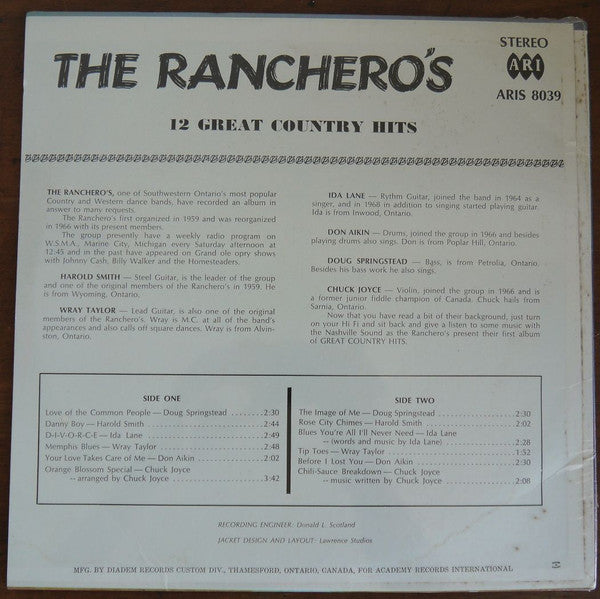 THE RANCHERO'S
STEREO
ARI
ARIS 8039
12 GREAT COUNTRY HITS
THE RANCHERO'S, one of Southwestern Ontario's most popular
Country and Western dance bands, have recorded an album in
answer to many requests.
The Ranchero's first organized in 1959 and was reorganized
in 1966 with its present members.
The group presently have a weekly radio program on
W.S.M.A., Marine City, Michigan every Saturday afternoon at
12:45 and in the past have appeared on Grand ole opry shows
with Johnny Cash, Billy Walker and the Homesteaders.
HAROLD SMITH — Steel Guitar, is the leader of the group
and one of the original members of the Ranchero's in 1959. He
is from Wyoming, Ontario.
WRAY TAYLOR — Lead Guitar, is also one of the original
members of the Ranchero's. Wray is M.C. at all of the band's
appearances and also calls off square dances. Wray is from Alvin-
ston, Ontario.
IDA LANE — Rythm Guitar, joined the band in 1964 as a
singer, and in 1968 in addition to singing started playing guitar.
Ida is from Inwood, Ontario.
DON AIKIN — Drums, joined the group in 1966 and besides
playing drums also sings. Don is from Poplar Hill, Ontario.
DOUG SPRINGSTEAD — Bass, is from Petrolia, Ontario.
Besides his bass work he also sings.
CHUCK JOYCE — Violin, joined the group in 1966 and is
a former junior fiddle champion of Canada. Chuck hails from
Sarnia, Ontario.
Now that you have read a bit of their background, just turn
on your Hi Fi and sit back and give a listen to some music with
the Nashville Sound as the Ranchero's present their first album
of GREAT COUNTRY HITS.
SIDE ONE
Love of the Common People — Doug Springstead ........ 2:30
Danny Boy — Harold Smith ........ 2:44
D-I-V-O-R-C-E — Ida Lane ........ 2:49
Memphis Blues — Wray Taylor ........ 2:48
Your Love Takes Care of Me — Don Aikin ........ 2:02
Orange Blossom Special — Chuck Joyce
-- arranged by Chuck Joyce ........ 3:42
SIDE TWO
The Image of Me — Doug Springstead ........ 2:30
Rose City Chimes — Harold Smith ........ 2:02
Blues You're All I'll Never Need — Ida Lane
-- (words and music by Ida Lane) ........ 2:28
Tip Toes — Wray Taylor ........ 1:52
Before I Lost You — Don Aikin ........ 2:30
Chili-Sauce Breakdown — Chuck Joyce
-- music written by Chuck Joyce ........ 2:08
RECORDING ENGINEER: Donald L. Scotland
JACKET DESIGN AND LAYOUT: Lawrence Studios
MFG. BY DIADEM RECORDS CUSTOM DIV., THAMESFORD, ONTARIO, CANADA, FOR ACADEMY RECORDS INTERNATIONAL